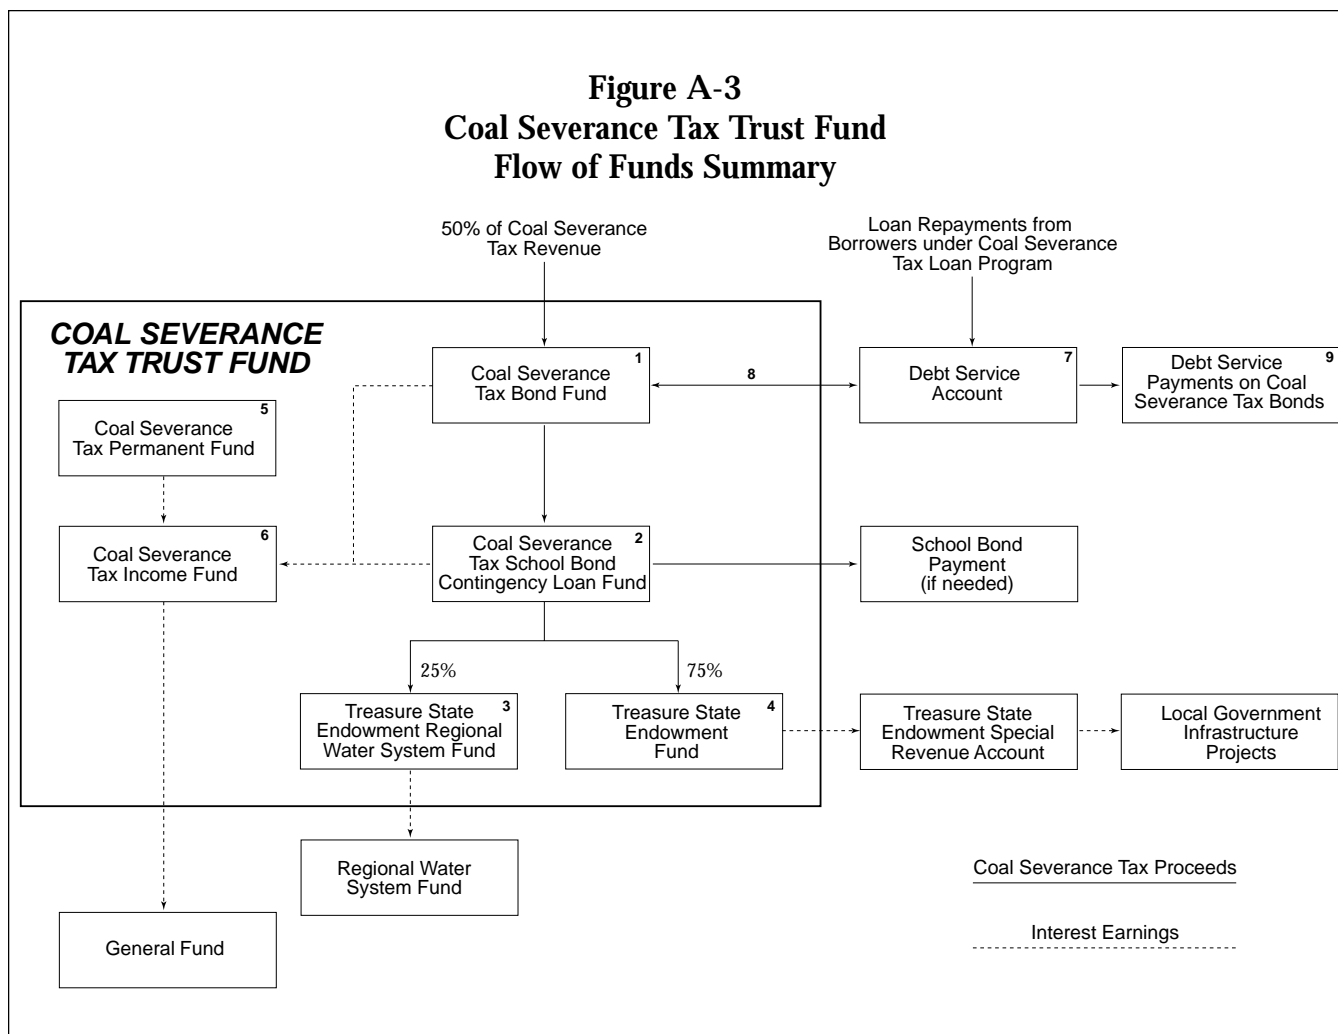 Figure A-3
Coal Severance Tax Trust Fund
Flow of Funds Summary
50% of Coal Severance
Tax Revenue
Loan Repayments from
Borrowers under Coal Severance
Tax Loan Program
COAL SEVERANCE
TAX TRUST FUND
1
Coal Severance
Tax Bond Fund
8
7
Debt Service
Account
9
Debt Service
Payments on Coal
Severance Tax Bonds
5
Coal Severance
Tax Permanent Fund
6
Coal Severance
Tax Income Fund
2
Coal Severance
Tax School Bond
Contingency Loan Fund
School Bond
Payment
(if needed)
25%
75%
3
Treasure State
Endowment Regional
Water System Fund
4
Treasure State
Endowment
Fund
Treasure State
Endowment Special
Revenue Account
Local Government
Infrastructure
Projects
Regional Water
System Fund
General Fund
Coal Severance Tax Proceeds
Interest Earnings